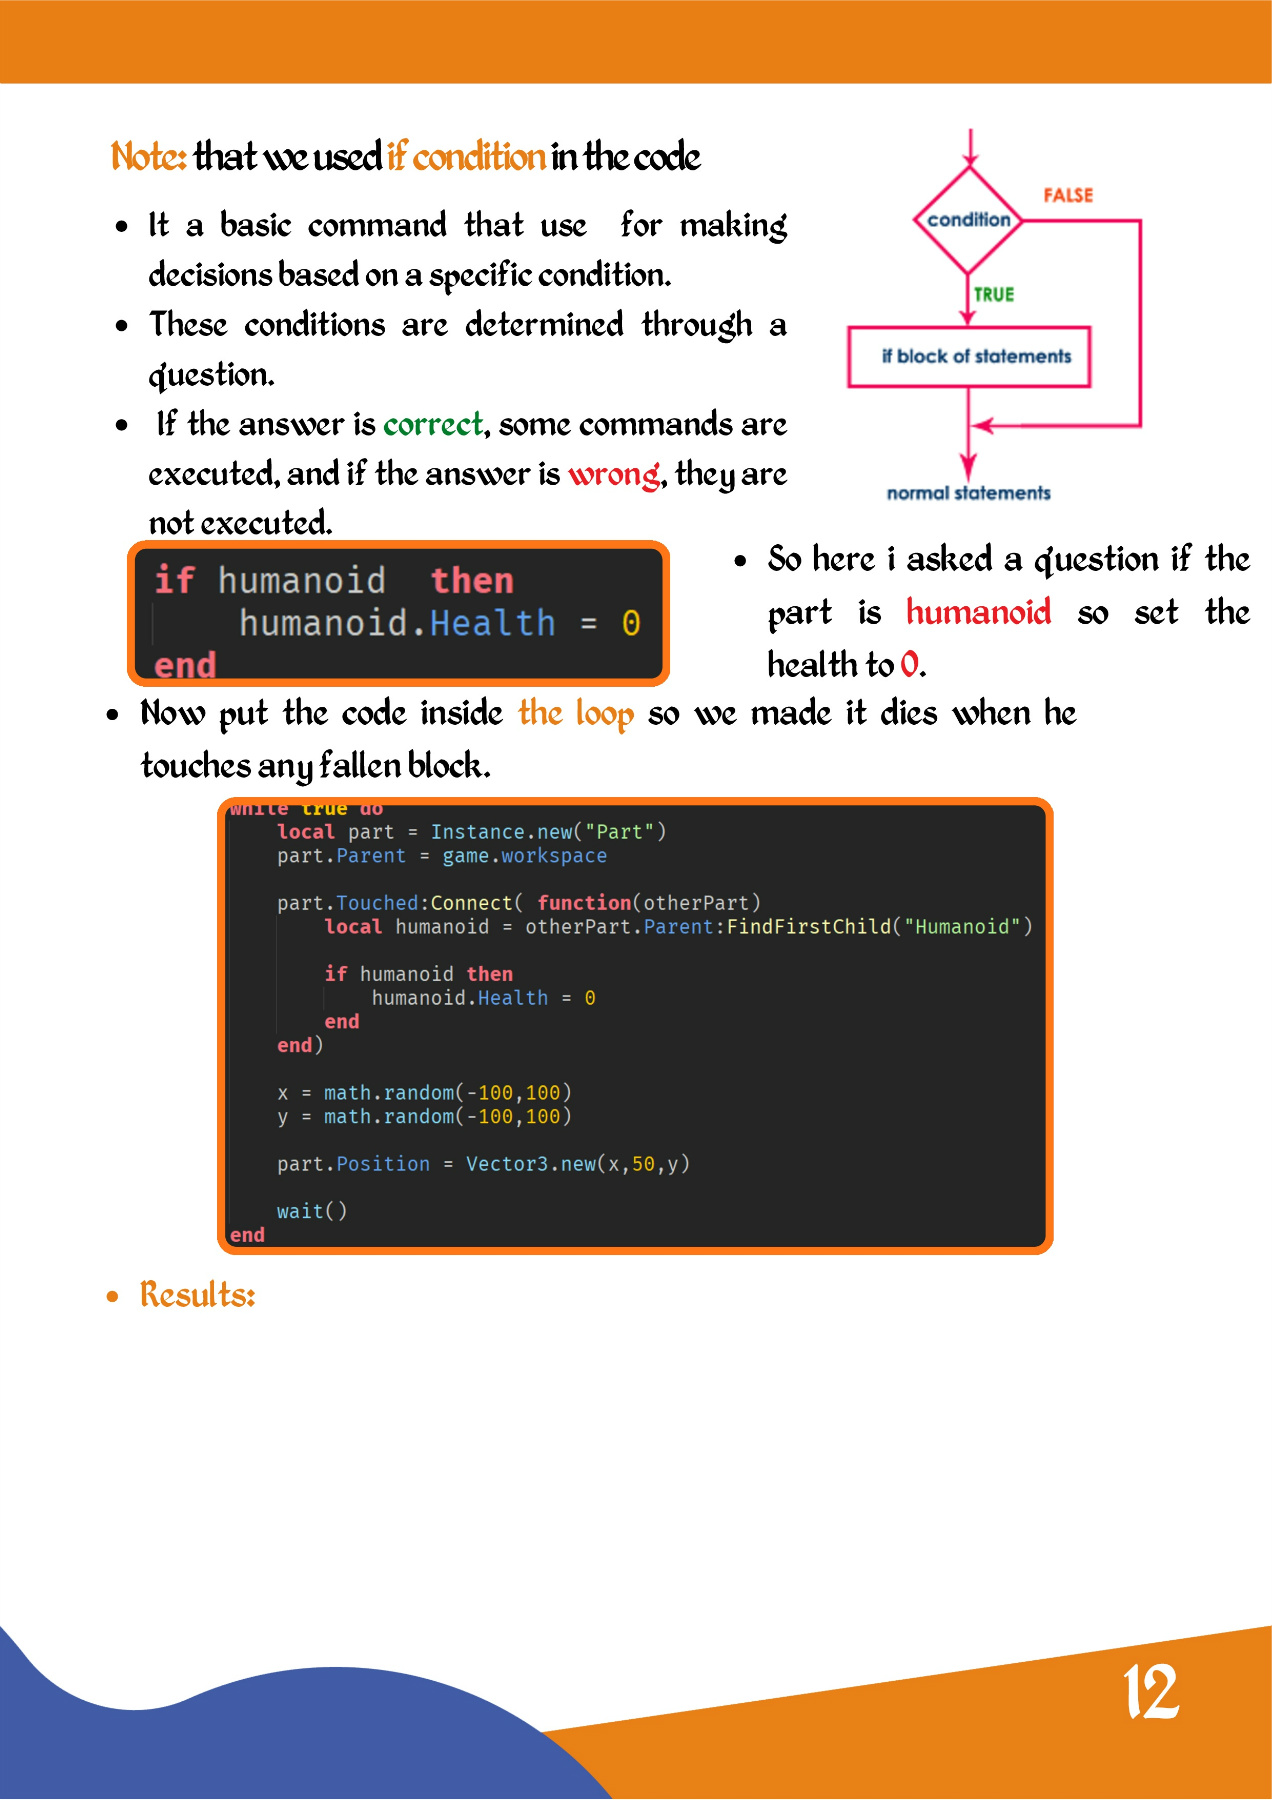 Note: that we used if condition in the code
• It a basic command that use for making
decisions based on a specific condition.
• These conditions are determined through a
question.
• If the answer is correct, some commands are
executed, and if the answer is wrong, they are
not executed.
condition
FALSE
TRUE
if block of statements
normal statements
if humanoid then
humanoid.Health = 0
end
• So here i asked a question if the
part is humanoid so set the
health to 0.
• Now put the code inside the loop so we made it dies when he
touches any fallen block.
while true do
local part = Instance.new("Part")
part.Parent = game.workspace
part.Touched:Connect( function(otherPart)
local humanoid = otherPart.Parent:FindFirstChild("Humanoid")
if humanoid then
humanoid.Health = 0
end
end)
x = math.random(-100,100)
y = math.random(-100,100)
part.Position = Vector3.new(x,50,y)
wait()
end
• Results:
12